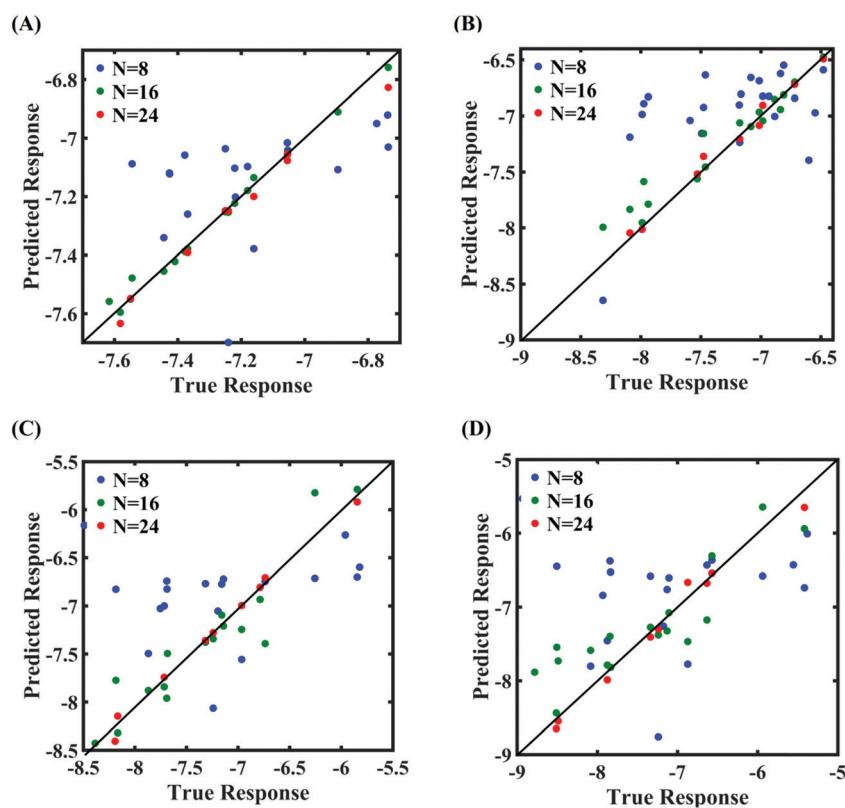 (A)
N=8
N=16
N=24
Predicted Response
-6.8
-7
-7.2
-7.4
-7.6
-7.6
-7.4
-7.2
-7
-6.8
True Response
(B)
N=8
N=16
N=24
Predicted Response
-6.5
-7
-7.5
-8
-8.5
-9
-9
-8.5
-8
-7.5
-7
-6.5
True Response
(C)
N=8
N=16
N=24
Predicted Response
-5.5
-6
-6.5
-7
-7.5
-8
-8.5
-8.5
-8
-7.5
-7
-6.5
-6
-5.5
True Response
(D)
N=8
N=16
N=24
Predicted Response
-5
-6
-7
-8
-9
-9
-8
-7
-6
-5
True Response